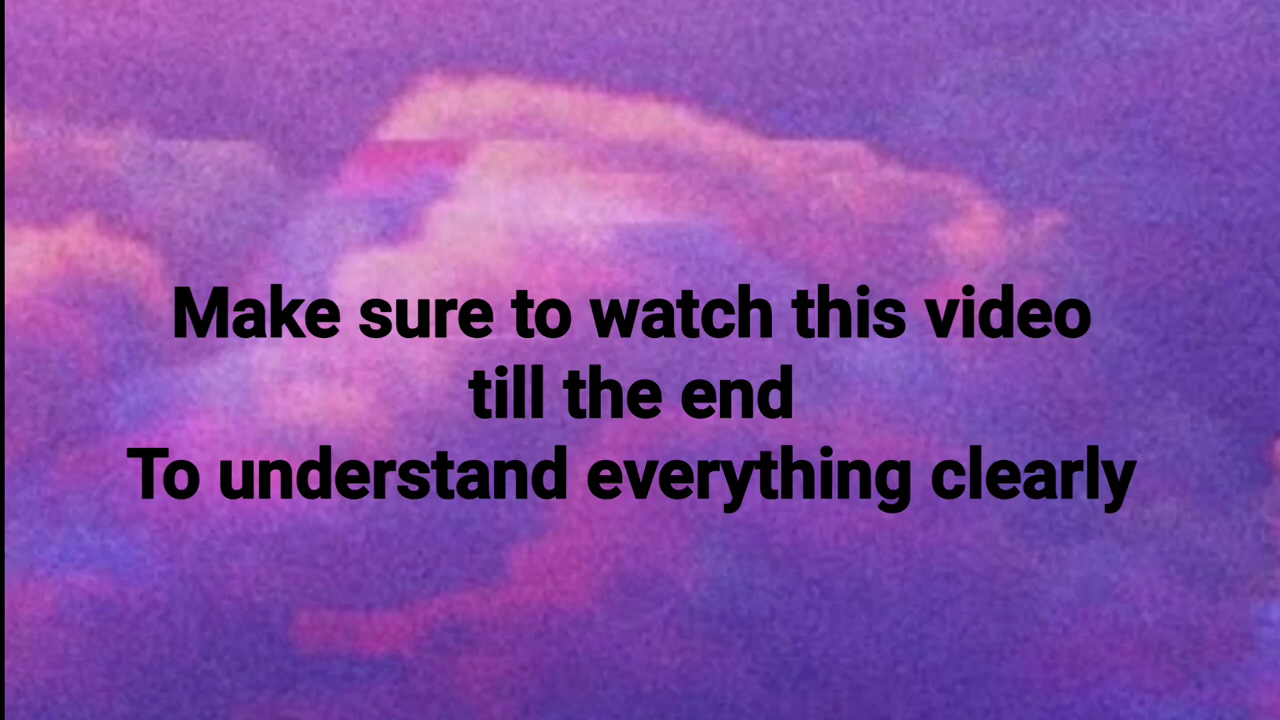 Make sure to watch this video
till the end
To understand everything clearly